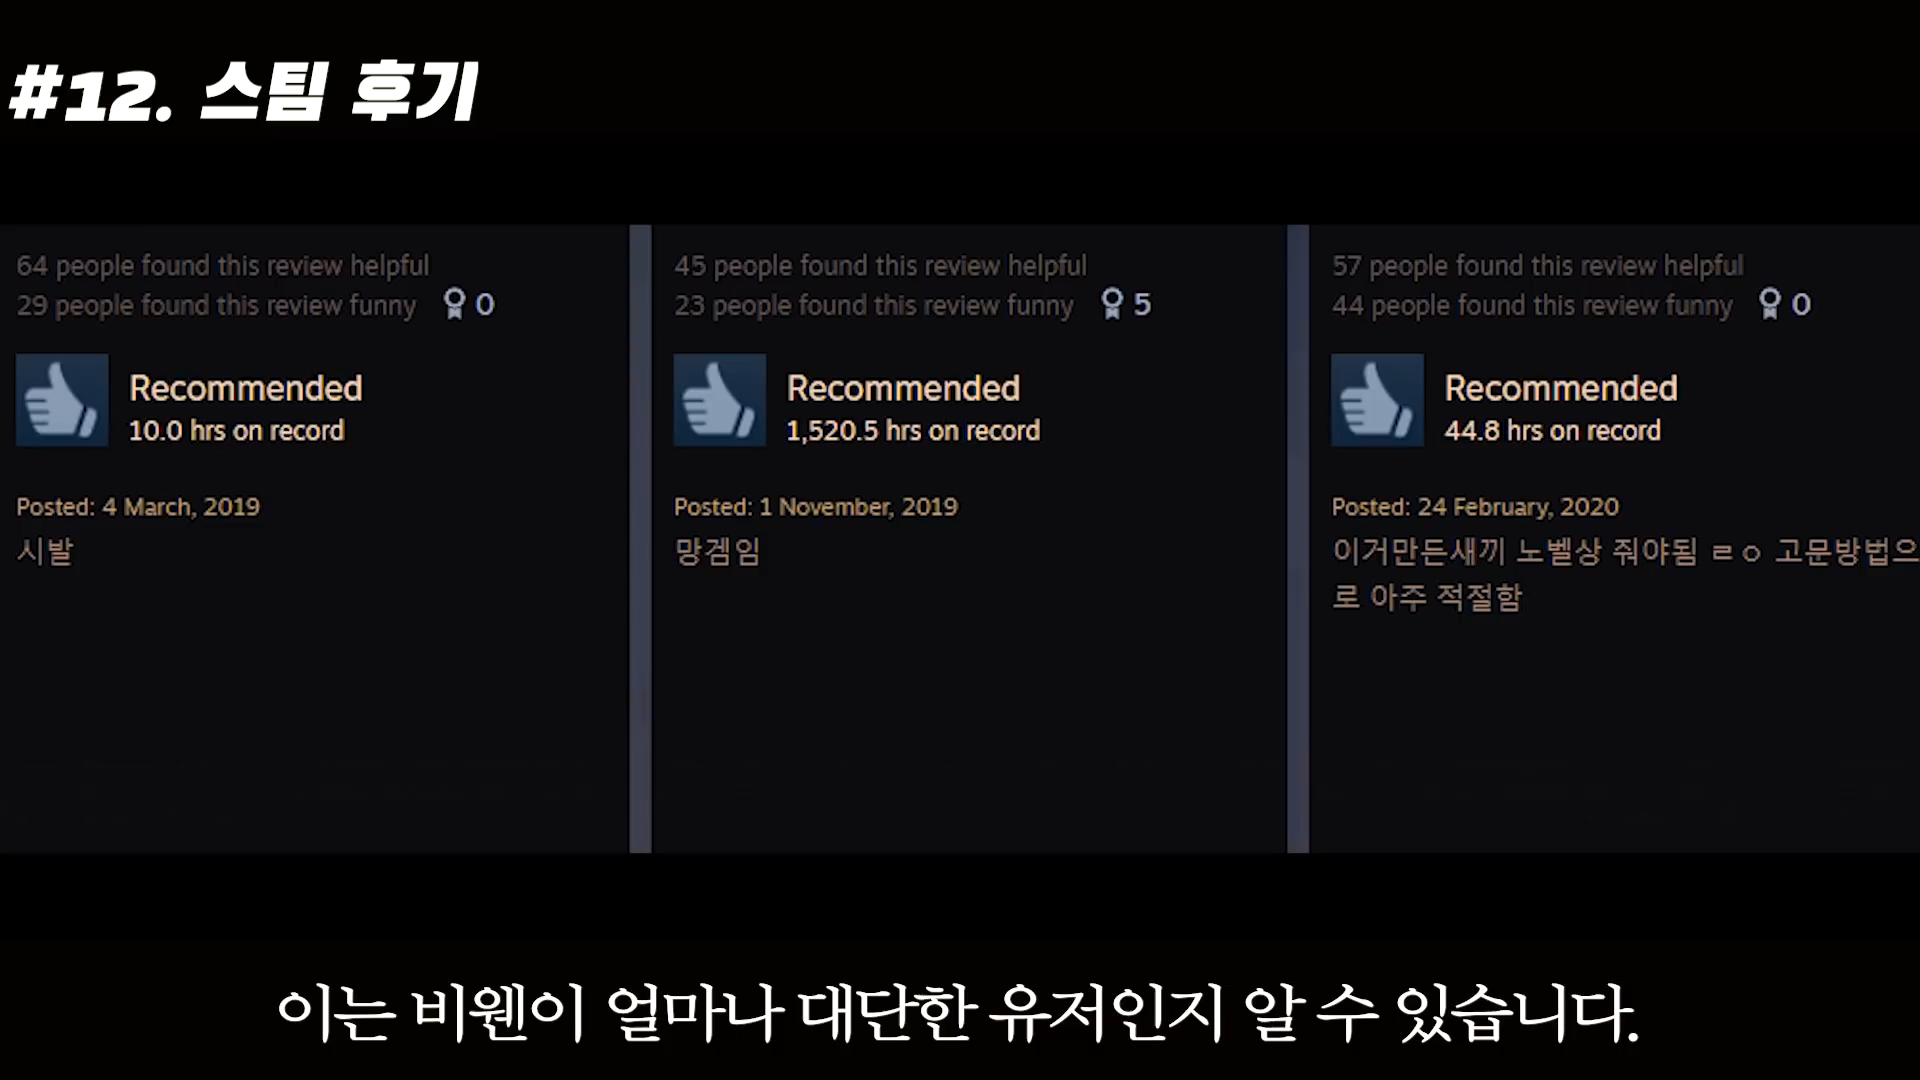 #12. 스팀 후기
64 people found this review helpful
29 people found this review funny 0
Recommended
10.0 hrs on record
Posted: 4 March, 2019
시발
45 people found this review helpful
23 people found this review funny 5
Recommended
1,520.5 hrs on record
Posted: 1 November, 2019
망겜임
57 people found this review helpful
44 people found this review funny 0
Recommended
44.8 hrs on record
Posted: 24 February, 2020
이거만든새끼 노벨상 줘야됨 ㄹㅇ 고문방법으
로 아주 적절함
이는 비웬이 얼마나 대단한 유저인지 알 수 있습니다.